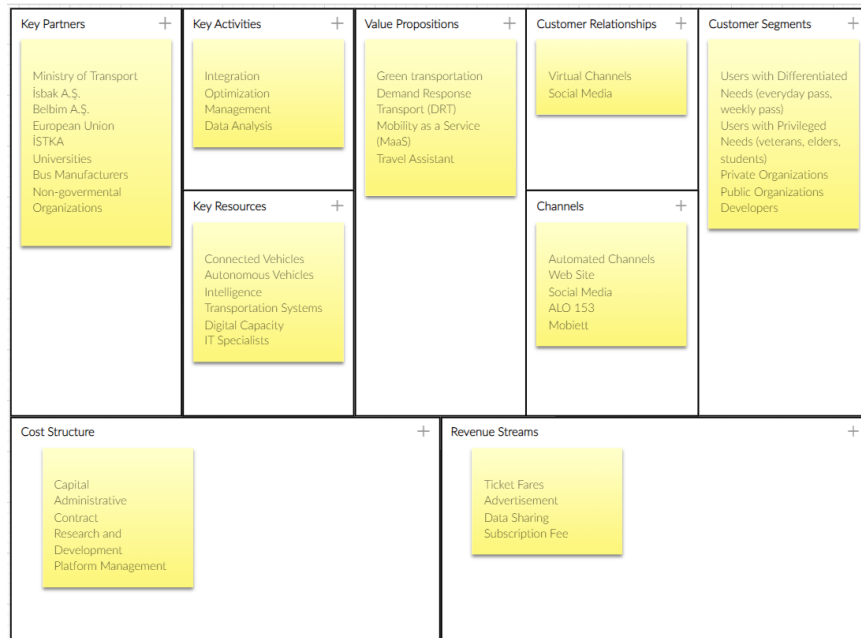 Key Partners
Ministry of Transport
İsbak A.Ş.
Belbim A.Ş.
European Union
İSTKA
Universities
Bus Manufacturers
Non-govermental
Organizations
Key Activities
Integration
Optimization
Management
Data Analysis
Key Resources
Connected Vehicles
Autonomous Vehicles
Intelligence
Transportation Systems
Digital Capacity
IT Specialists
Value Propositions
Green transportation
Demand Response
Transport (DRT)
Mobility as a Service
(MaaS)
Travel Assistant
Customer Relationships
Virtual Channels
Social Media
Channels
Automated Channels
Web Site
Social Media
ALO 153
Mobiett
Customer Segments
Users with Differentiated
Needs (everyday pass,
weekly pass)
Users with Privileged
Needs (veterans, elders,
students)
Private Organizations
Public Organizations
Developers
Cost Structure
Capital
Administrative
Contract
Research and
Development
Platform Management
Revenue Streams
Ticket Fares
Advertisement
Data Sharing
Subscription Fee